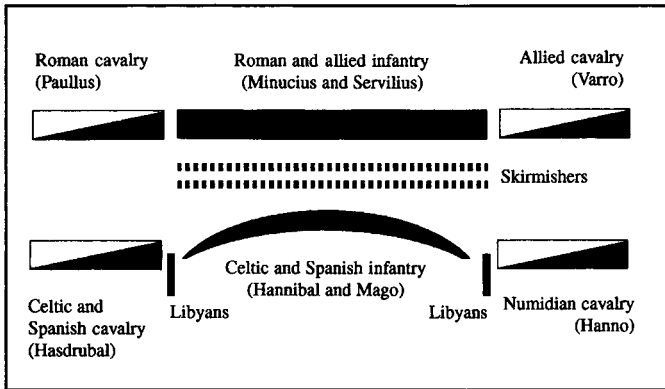 Roman cavalry
(Paullus)
Roman and allied infantry
(Minucius and Servilius)
Allied cavalry
(Varro)
Skirmishers
Celtic and Spanish infantry
(Hannibal and Mago)
Celtic and
Spanish cavalry
(Hasdrubal)
Libyans
Libyans
Numidian cavalry
(Hanno)